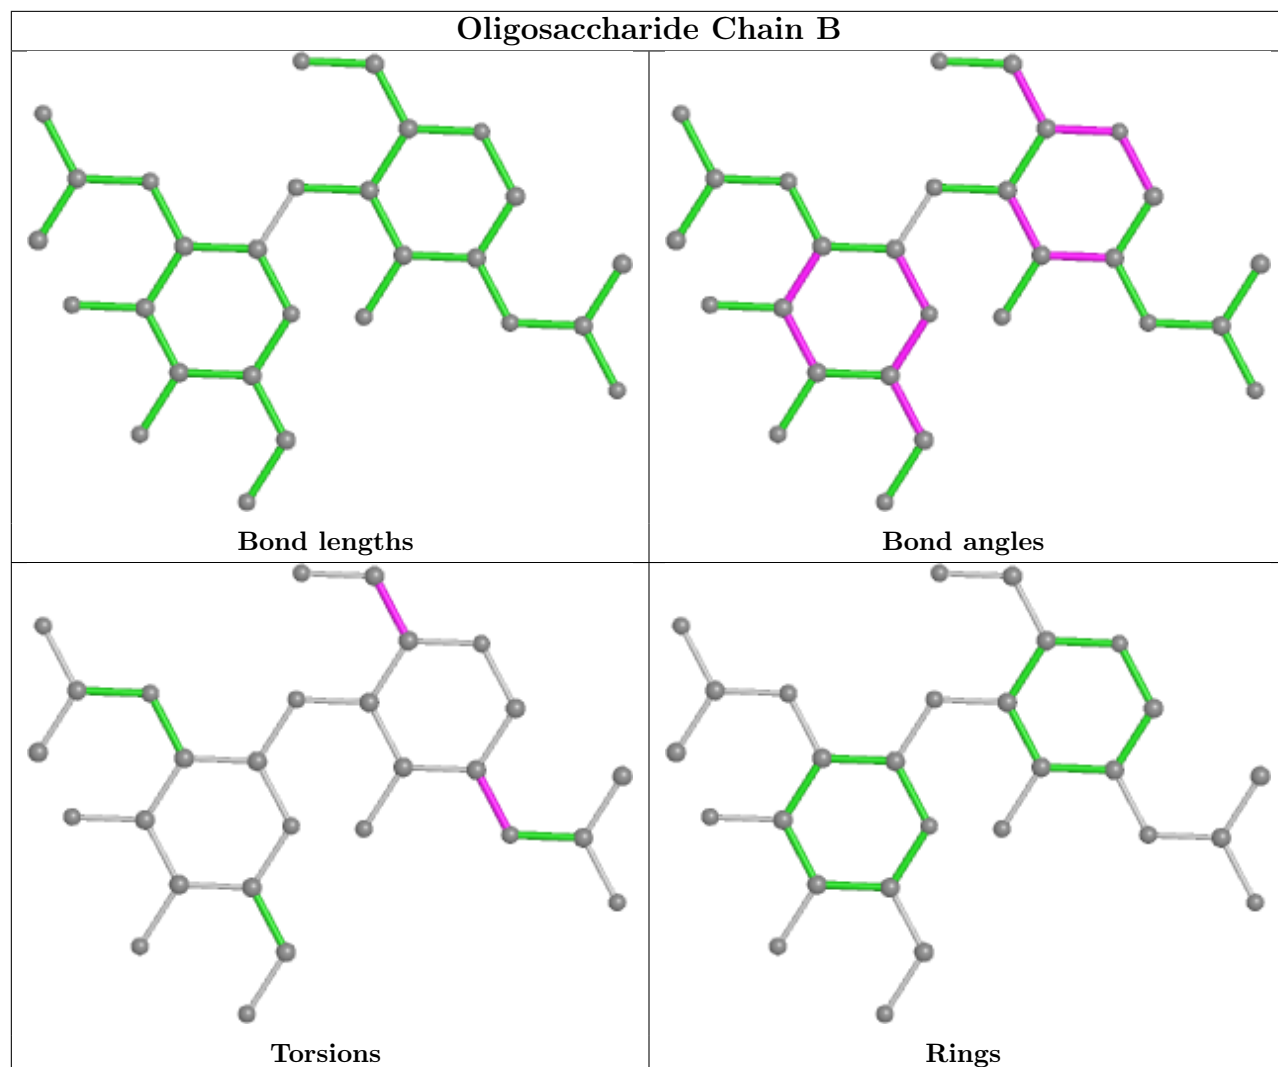 Oligosaccharide Chain B
Bond lengths
Bond angles
Torsions
Rings